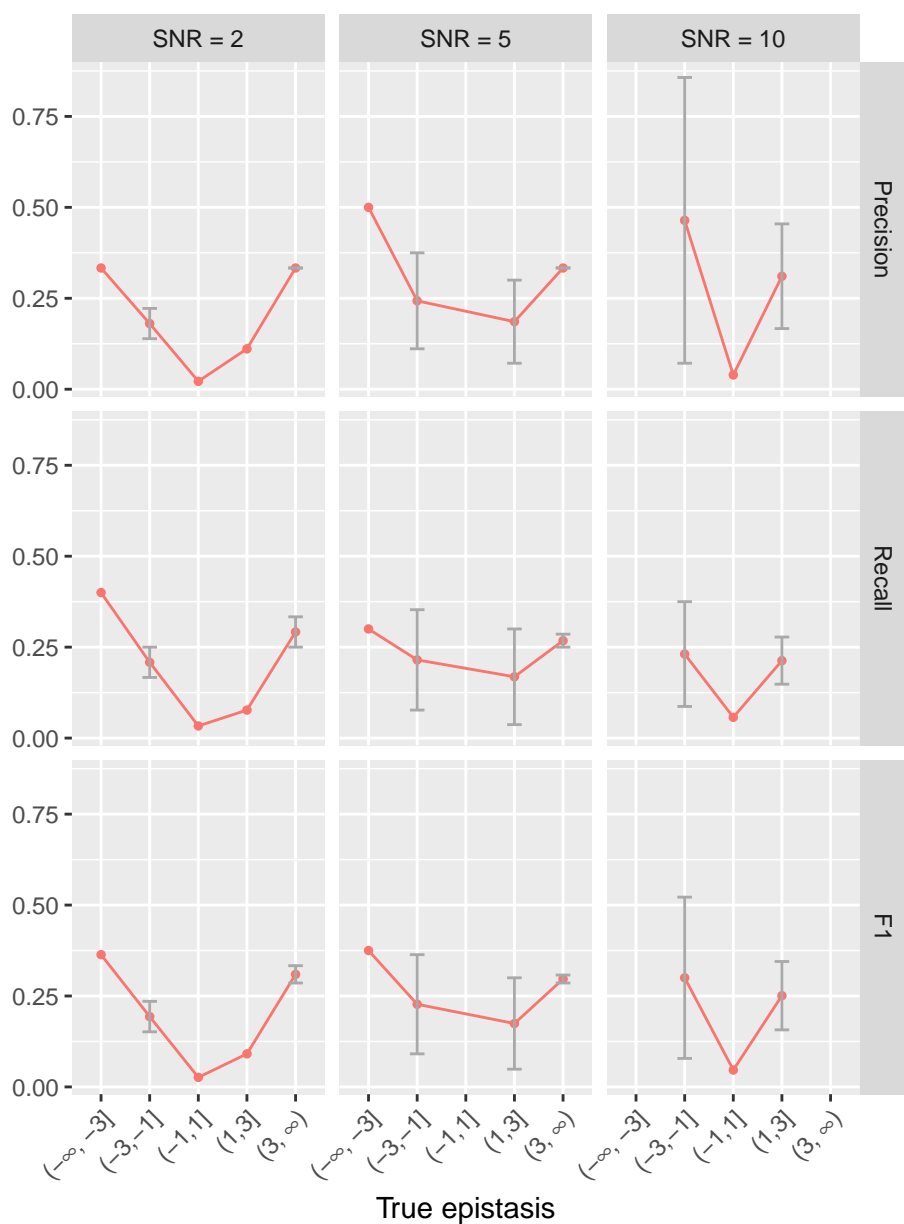 SNR = 2 SNR = 5 SNR = 10
0.75
0.50
0.25
0.00
Precision
0.75
0.50
0.25
0.00
Recall
0.75
0.50
0.25
0.00
F1
(−∞, −3] (−3,−1] (−1,1] (1,3] (3, ∞) (−∞, −3] (−3,−1] (−1,1] (1,3] (3, ∞) (−∞, −3] (−3,−1] (−1,1] (1,3] (3, ∞)
True epistasis